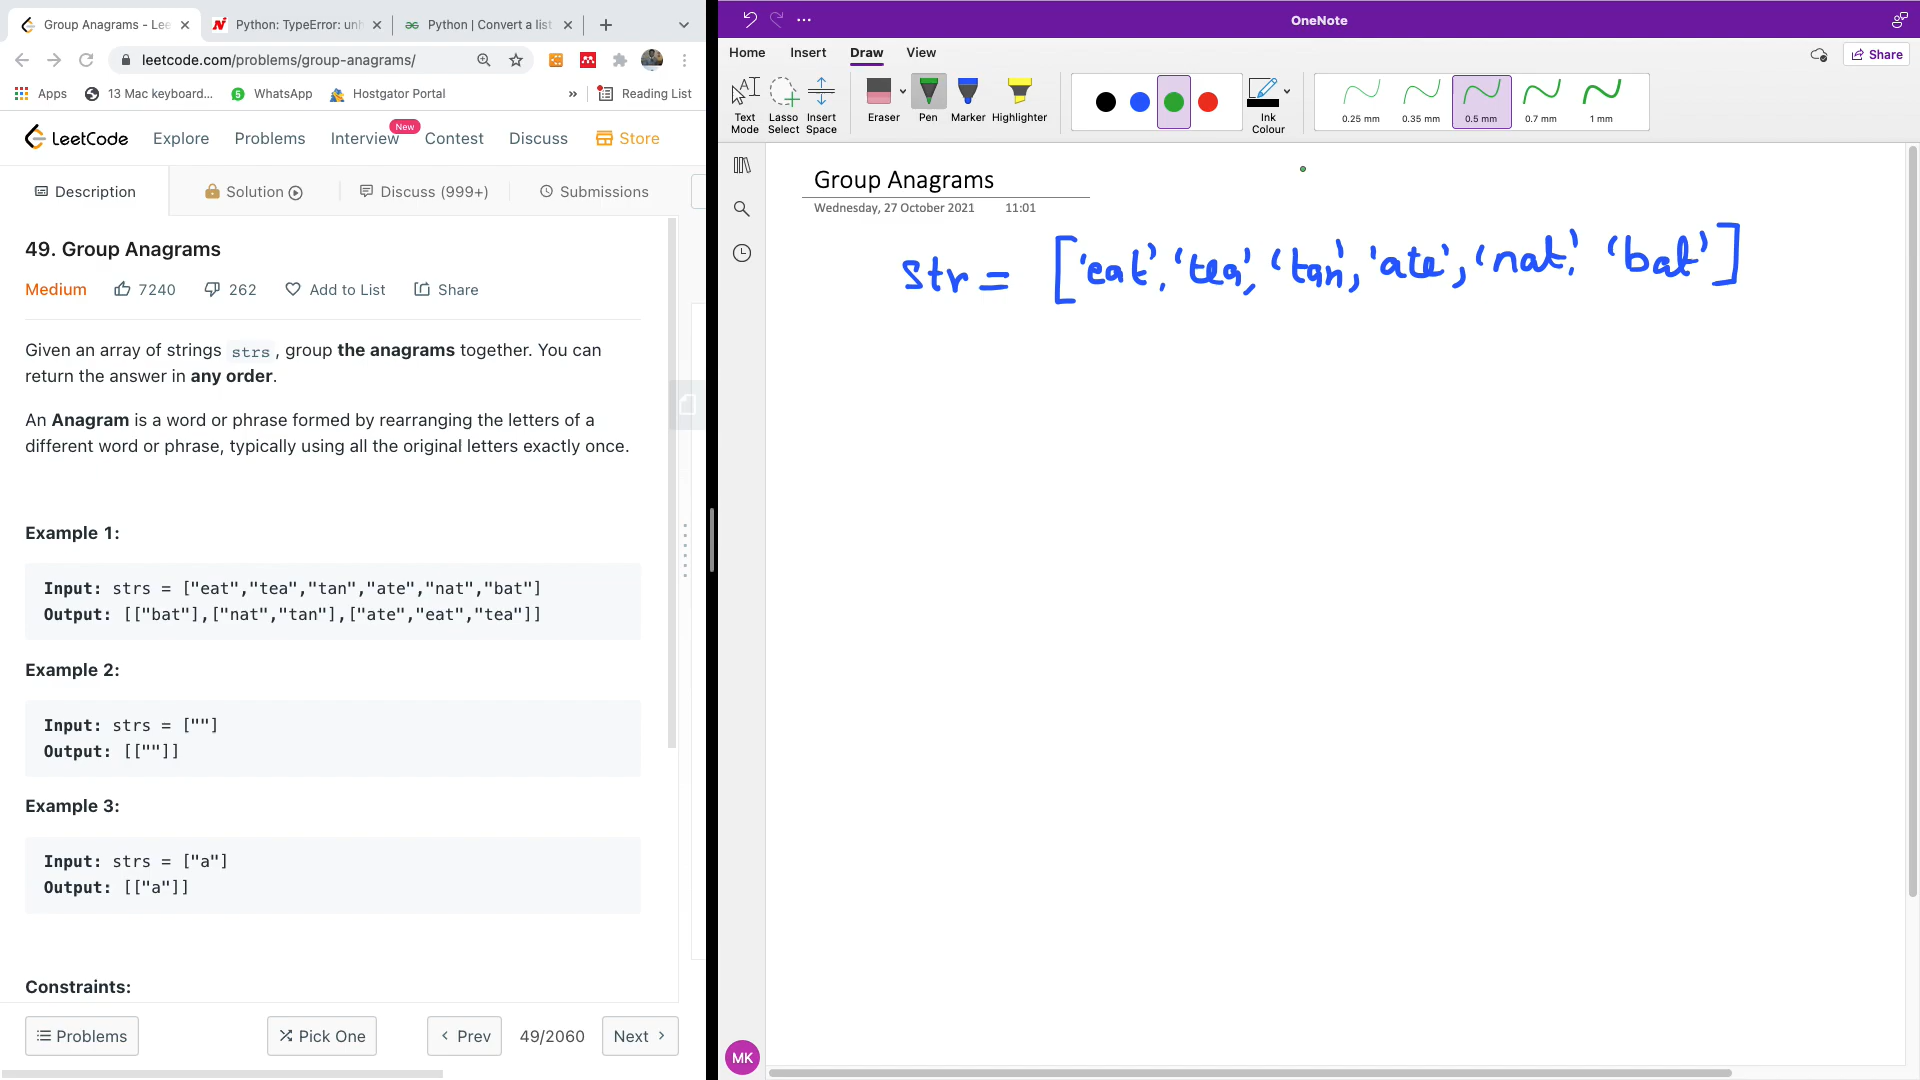 Group Anagrams - Lee
Python: TypeError: unh
Python | Convert a list
leetcode.com/problems/group-anagrams/
Apps
13 Mac keyboard...
WhatsApp
Hostgator Portal
»
Reading List
LeetCode
Explore
Problems
Interview
New
Contest
Discuss
Store
Description
Solution
Discuss (999+)
Submissions
49. Group Anagrams
Medium
7240
262
Add to List
Share
Given an array of strings strs, group the anagrams together. You can
return the answer in any order.
An Anagram is a word or phrase formed by rearranging the letters of a
different word or phrase, typically using all the original letters exactly once.
Example 1:
Input: strs = ["eat","tea","tan","ate","nat","bat"]
Output: [["bat"],["nat","tan"],["ate","eat","tea"]]
Example 2:
Input: strs = [""]
Output: [[""]]
Example 3:
Input: strs = ["a"]
Output: [["a"]]
Constraints:
Problems
Pick One
Prev
49/2060
Next
OneNote
Home
Insert
Draw
View
Share
Text Mode
Lasso Select
Insert Space
Eraser
Pen
Marker
Highlighter
Ink Colour
0.25 mm
0.35 mm
0.5 mm
0.7 mm
1 mm
Group Anagrams
Wednesday, 27 October 2021 11:01
str = ['eat', 'tea', 'tan', 'ate', 'nat', 'bat']
MK